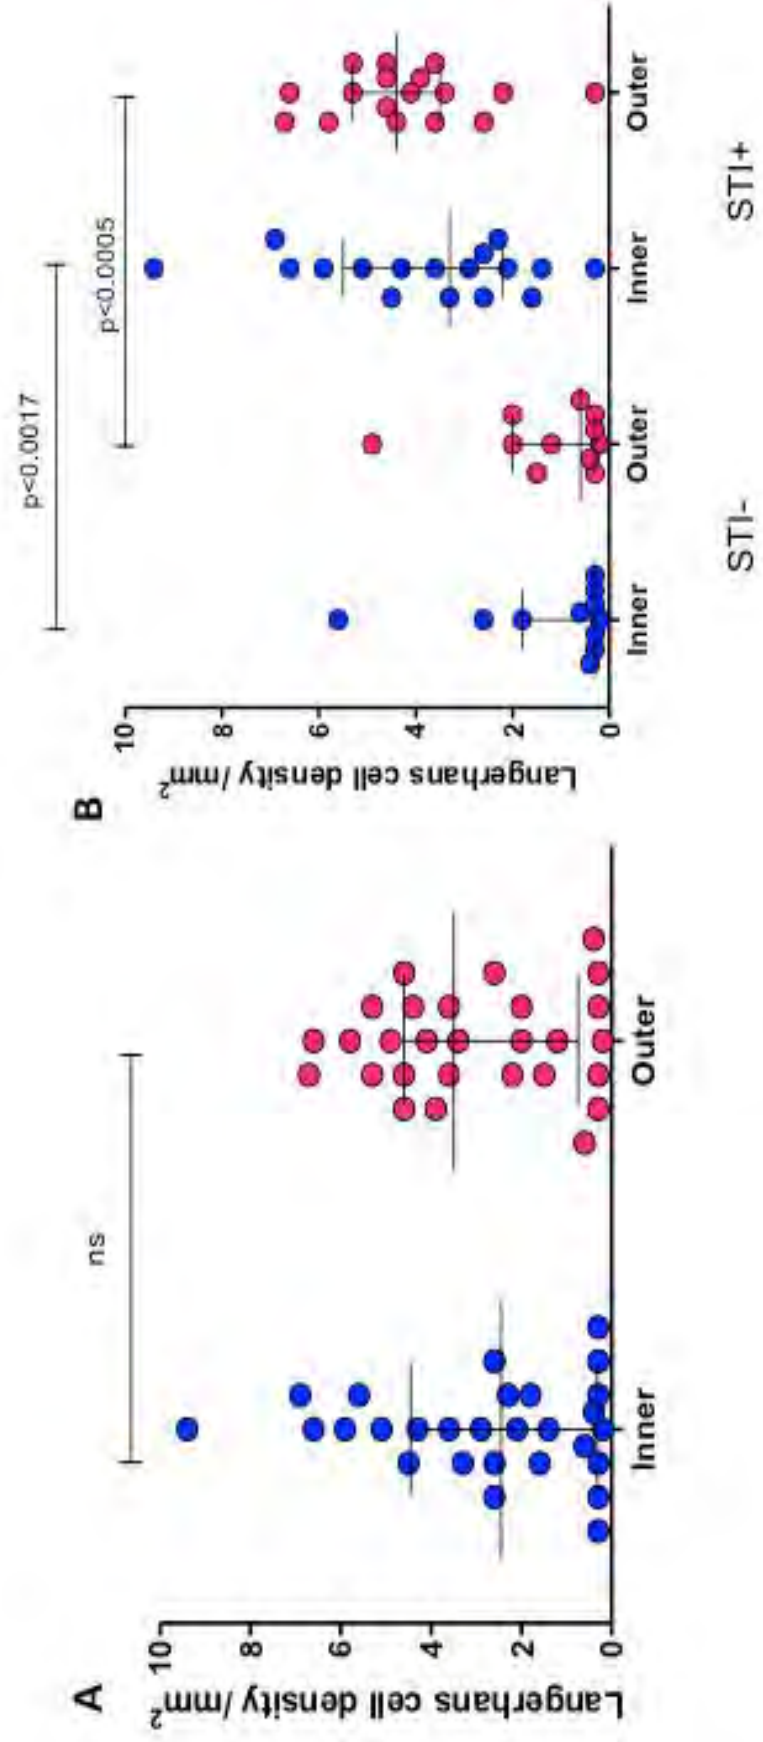 A
ns
Langerhans cell density/mm²
10
8
6
4
2
0
Inner
Outer
B
p<0.0017
p<0.0005
Langerhans cell density/mm²
10
8
6
4
2
0
Inner
Outer
Inner
Outer
STI-
STI+